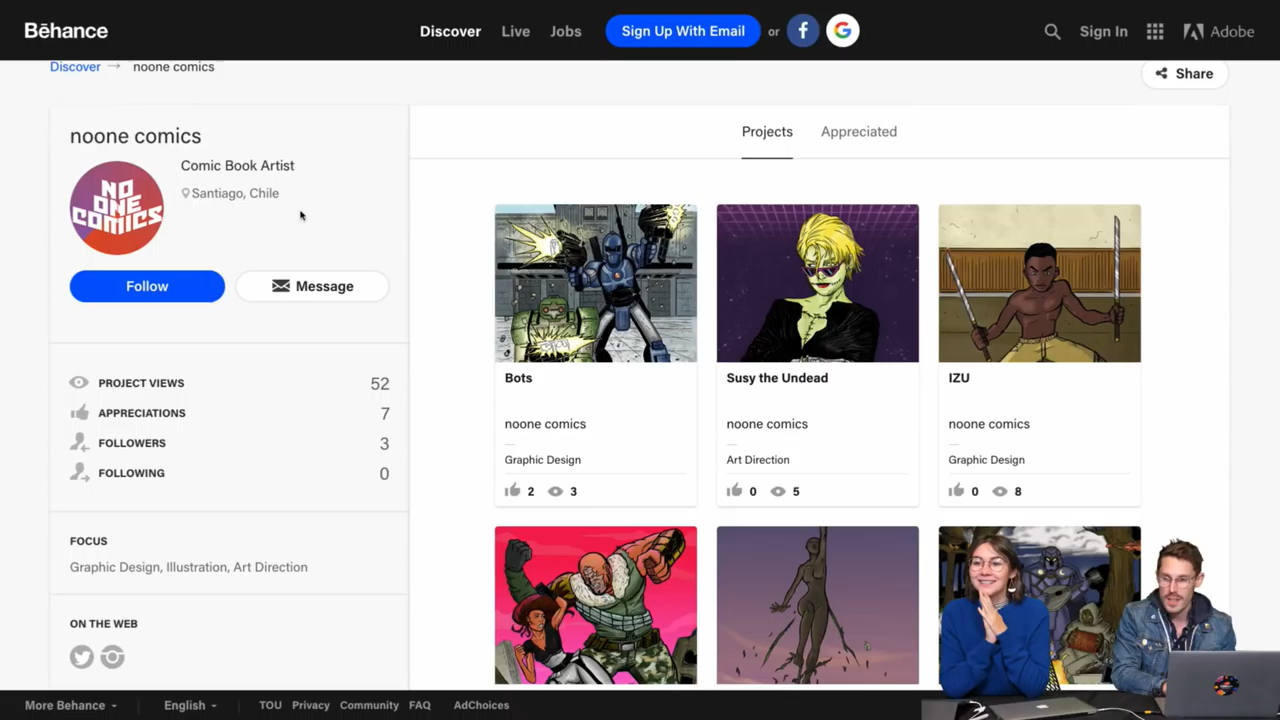 Bēhance
Discover
Live
Jobs
Sign Up With Email
or
f
G
Sign In
Adobe
Discover → noone comics
Share
noone comics
NO
ONE
COMICS
Comic Book Artist
Santiago, Chile
Follow
Message
PROJECT VIEWS 52
APPRECIATIONS 7
FOLLOWERS 3
FOLLOWING 0
FOCUS
Graphic Design, Illustration, Art Direction
ON THE WEB
Projects
Appreciated
Bots
noone comics
Graphic Design
2 3
Susy the Undead
noone comics
Art Direction
0 5
IZU
noone comics
Graphic Design
0 8
More Behance
English
TOU
Privacy
Community
FAQ
AdChoices